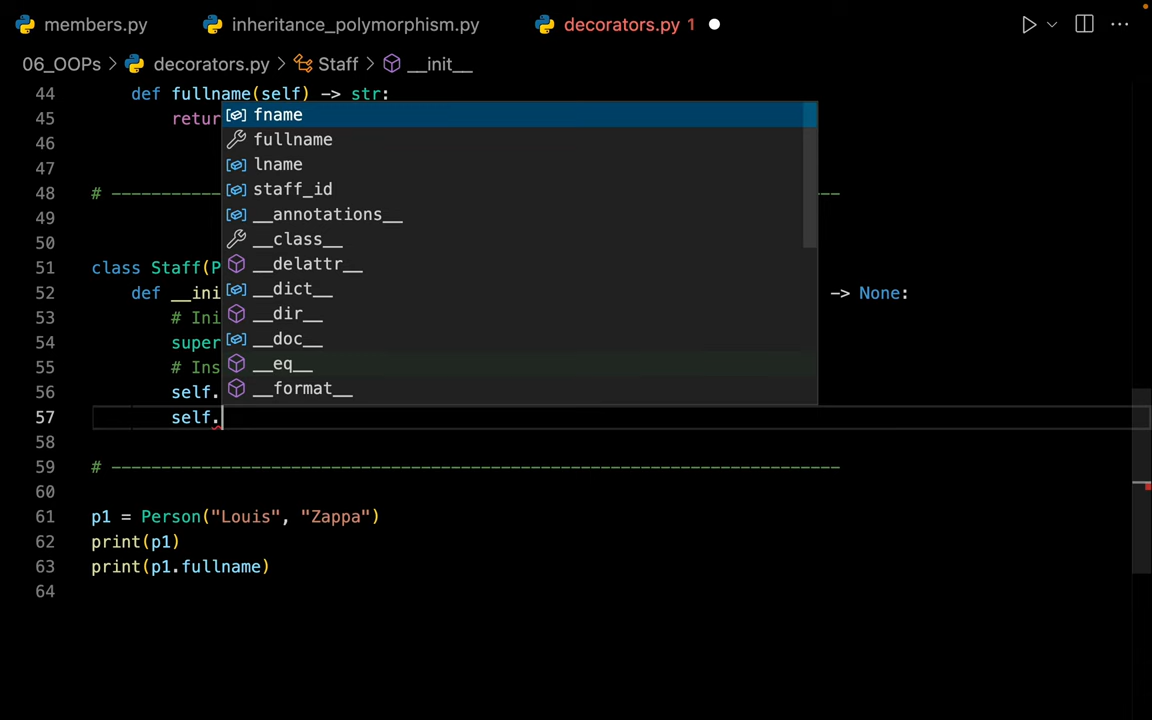 members.py inheritance_polymorphism.py decorators.py 1
06_OOPs > decorators.py > Staff > __init__
44 def fullname(self) -> str:
45 retur
fname
46 fullname
47 lname
48 # ---------- staff_id --
49 __annotations__
50 __class__
51 class Staff(P __delattr__
52 def __ini __dict__ -> None:
53 # Ini __dir__
54 super __doc__
55 # Ins __eq__
56 self. __format__
57 self.
58
59 # -------------------------------------------------------------------------
60
61 p1 = Person("Louis", "Zappa")
62 print(p1)
63 print(p1.fullname)
64